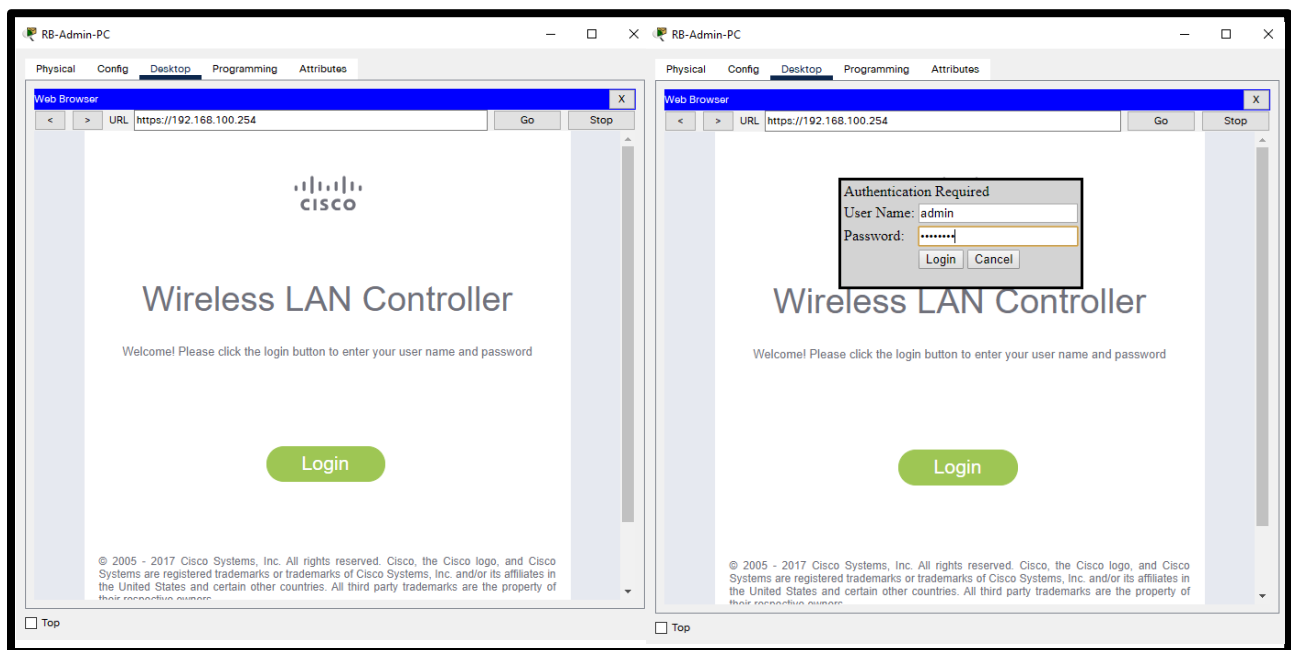 RB-Admin-PC
Physical Config Desktop Programming Attributes
Web Browser X
< > URL https://192.168.100.254 Go Stop
CISCO
Wireless LAN Controller
Welcome! Please click the login button to enter your user name and password
Login
© 2005 - 2017 Cisco Systems, Inc. All rights reserved. Cisco, the Cisco logo, and Cisco
Systems are registered trademarks or trademarks of Cisco Systems, Inc. and/or its affiliates in
the United States and certain other countries. All third party trademarks are the property of
their respective owners
Top
RB-Admin-PC
Physical Config Desktop Programming Attributes
Web Browser X
< > URL https://192.168.100.254 Go Stop
Authentication Required
User Name: admin
Password: ••••••••
Login Cancel
Wireless LAN Controller
Welcome! Please click the login button to enter your user name and password
Login
© 2005 - 2017 Cisco Systems, Inc. All rights reserved. Cisco, the Cisco logo, and Cisco
Systems are registered trademarks or trademarks of Cisco Systems, Inc. and/or its affiliates in
the United States and certain other countries. All third party trademarks are the property of
their respective owners
Top